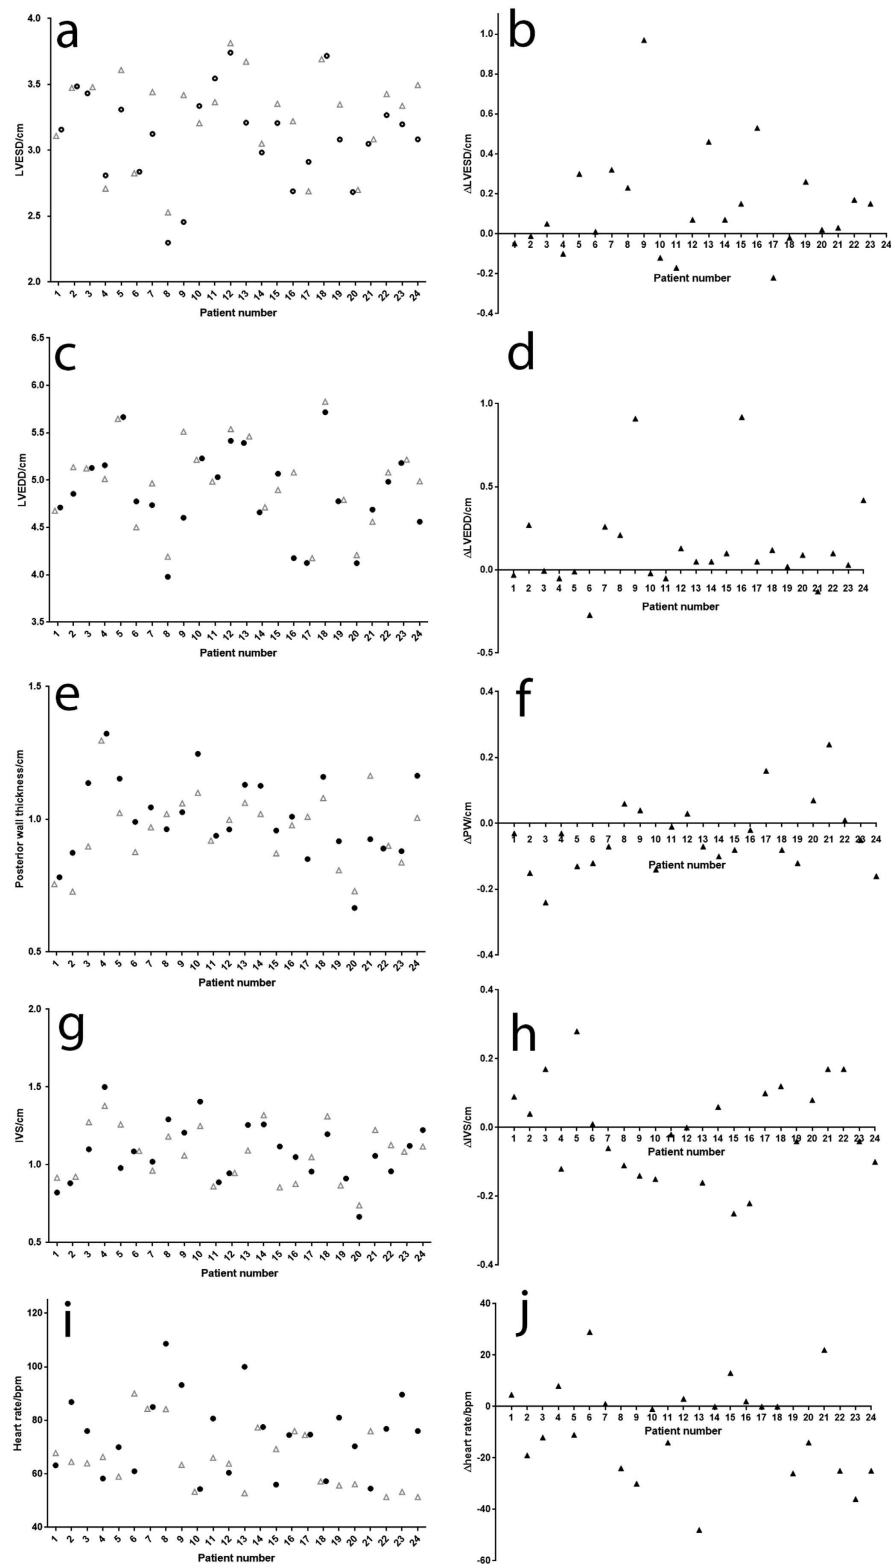 a
4.0
3.5
3.0
2.5
2.0
LVESD/cm
1 2 3 4 5 6 7 8 9 10 11 12 13 14 15 16 17 18 19 20 21 22 23 24
Patient number
b
1.0
0.8
0.6
0.4
0.2
0.0
-0.2
-0.4
ΔLVESD/cm
1 2 3 4 5 6 7 8 9 10 11 12 13 14 15 16 17 18 19 20 21 22 23 24
Patient number
c
6.5
6.0
5.5
5.0
4.5
4.0
3.5
LVEDD/cm
1 2 3 4 5 6 7 8 9 10 11 12 13 14 15 16 17 18 19 20 21 22 23 24
Patient number
d
1.0
0.5
0.0
-0.5
ΔLVEDD/cm
1 2 3 4 5 6 7 8 9 10 11 12 13 14 15 16 17 18 19 20 21 22 23 24
Patient number
e
1.5
1.0
0.5
Posterior wall thickness/cm
1 2 3 4 5 6 7 8 9 10 11 12 13 14 15 16 17 18 19 20 21 22 23 24
Patient number
f
0.4
0.2
0.0
-0.2
-0.4
ΔPW/cm
1 2 3 4 5 6 7 8 9 10 11 12 13 14 15 16 17 18 19 20 21 22 23 24
Patient number
g
2.0
1.5
1.0
0.5
IVS/cm
1 2 3 4 5 6 7 8 9 10 11 12 13 14 15 16 17 18 19 20 21 22 23 24
Patient number
h
0.4
0.2
0.0
-0.2
-0.4
ΔIVS/cm
1 2 3 4 5 6 7 8 9 10 11 12 13 14 15 16 17 18 19 20 21 22 23 24
Patient number
i
120
100
80
60
40
Heart rate/bpm
1 2 3 4 5 6 7 8 9 10 11 12 13 14 15 16 17 18 19 20 21 22 23 24
Patient number
j
40
20
0
-20
-40
-60
Δheart rate/bpm
1 2 3 4 5 6 7 8 9 10 11 12 13 14 15 16 17 18 19 20 21 22 23 24
Patient number